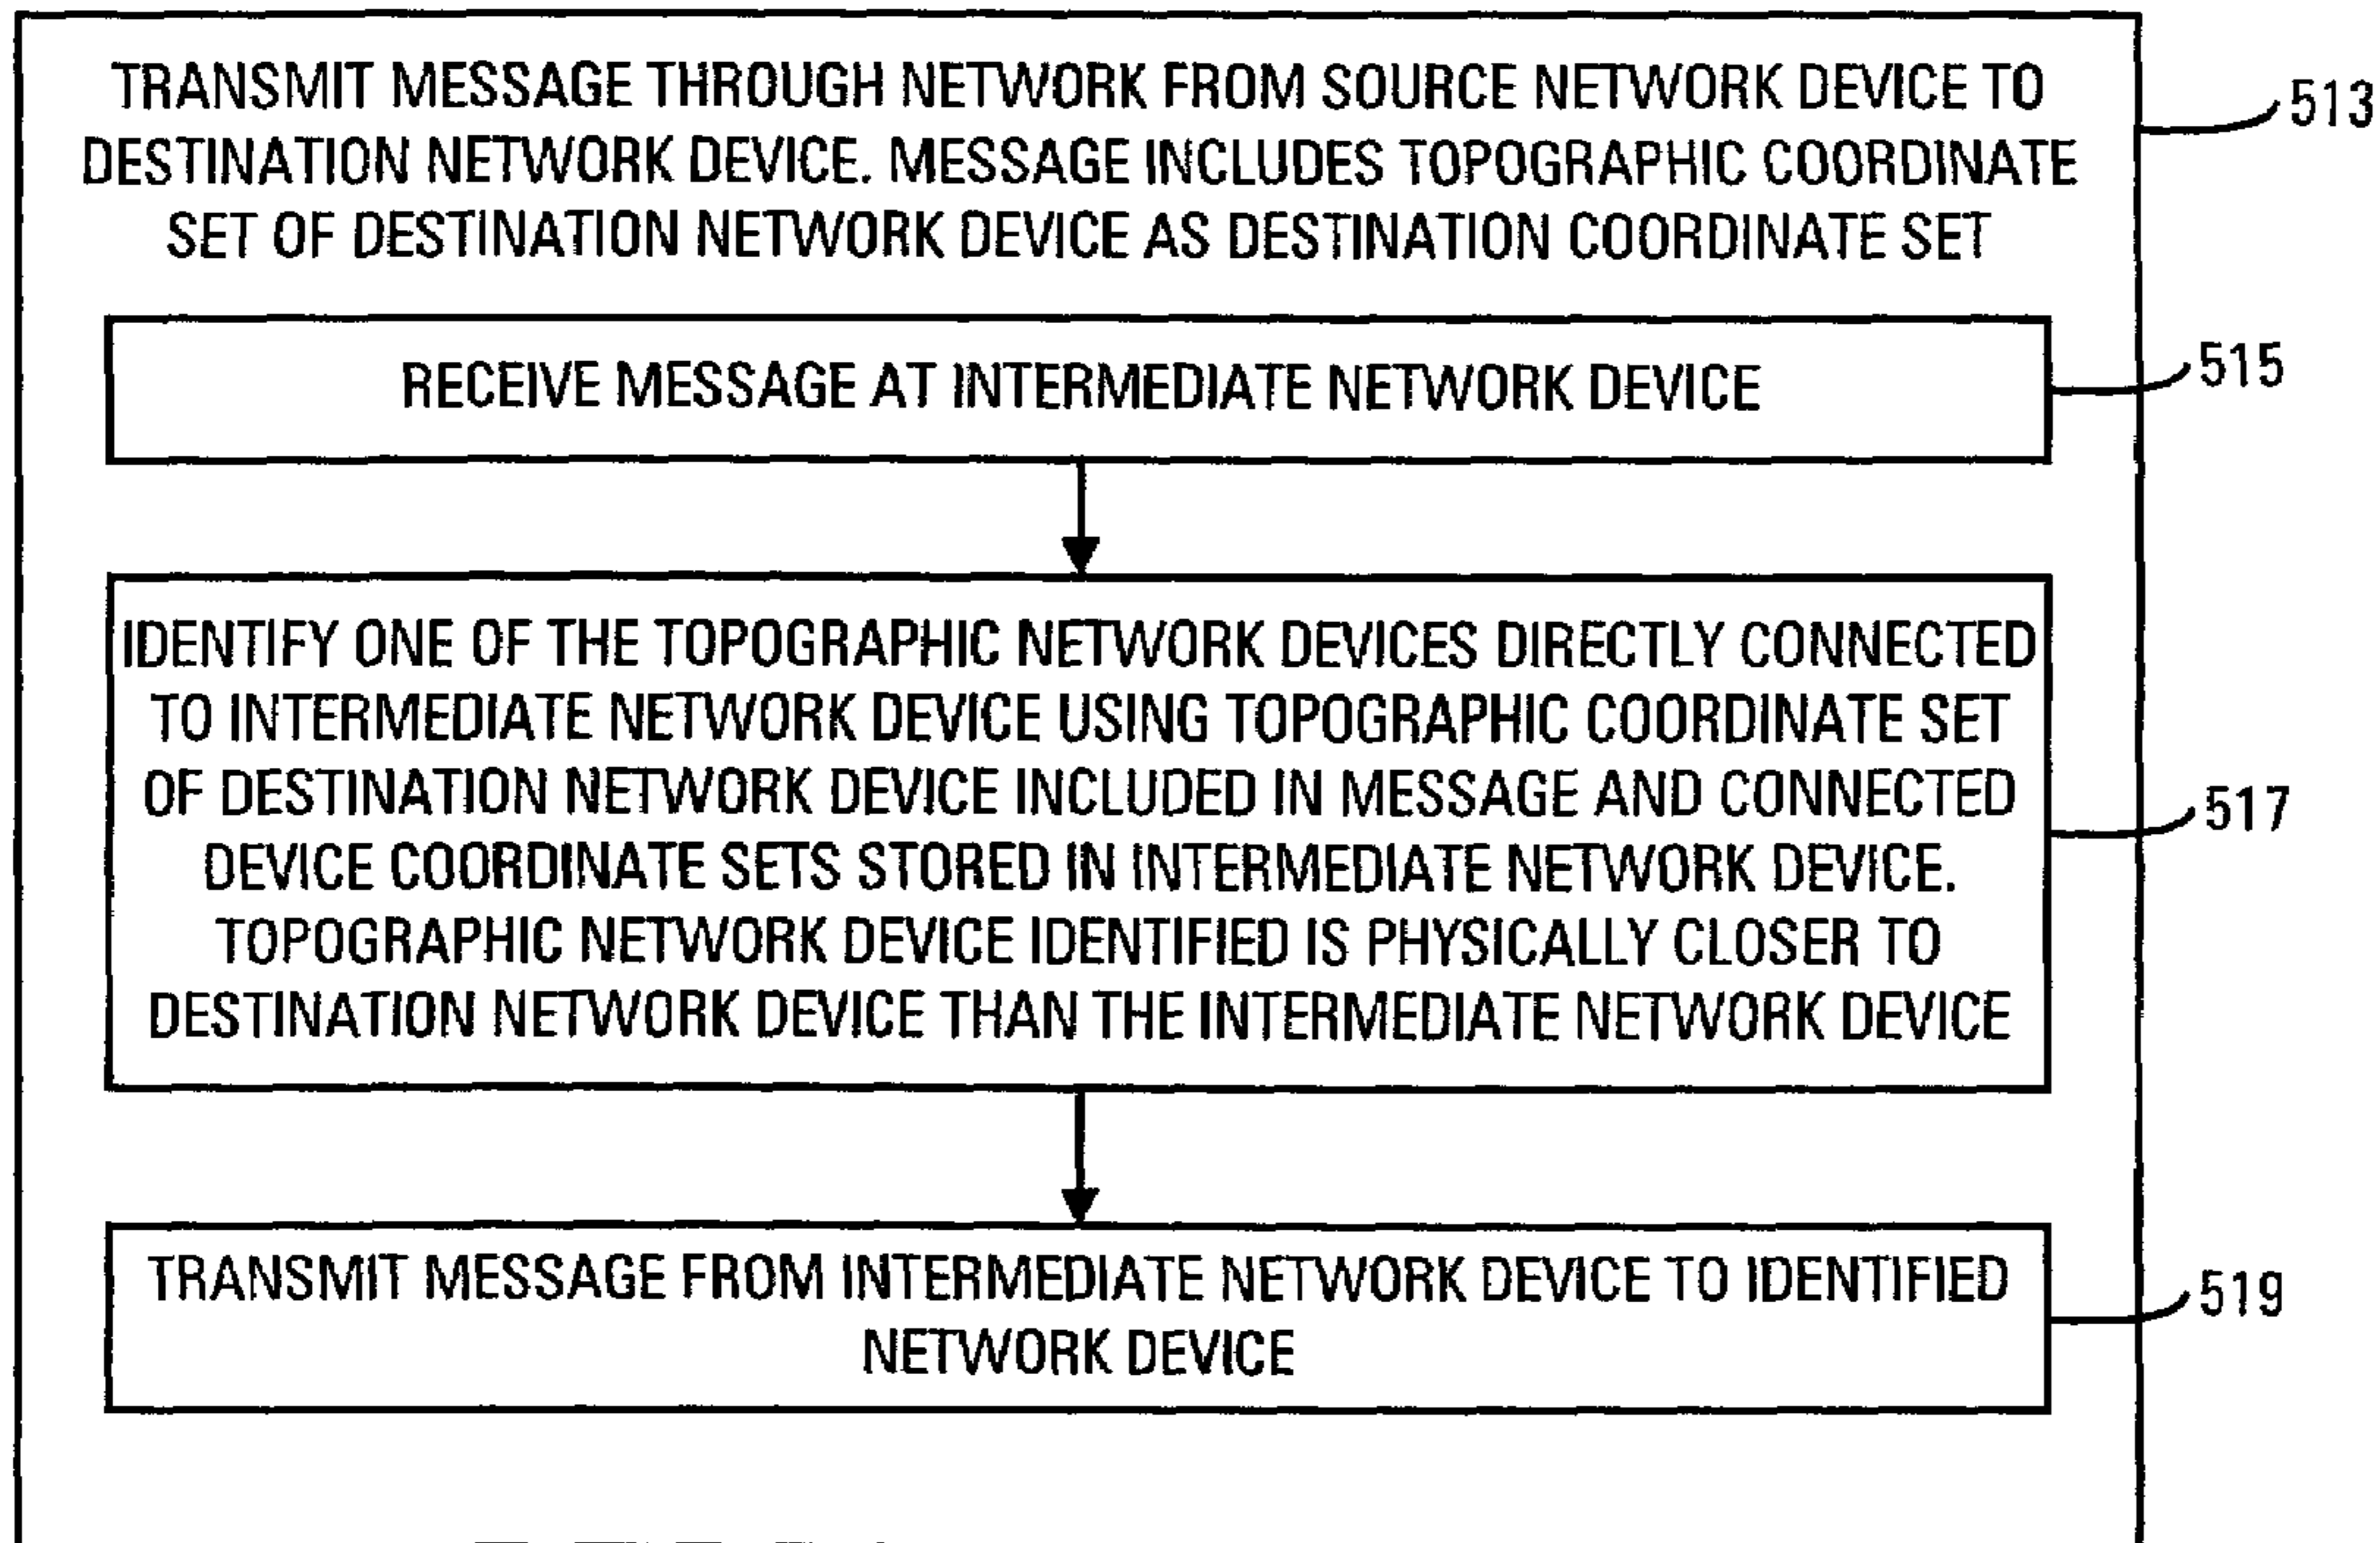 TRANSMIT MESSAGE THROUGH NETWORK FROM SOURCE NETWORK DEVICE TO
DESTINATION NETWORK DEVICE. MESSAGE INCLUDES TOPOGRAPHIC COORDINATE
SET OF DESTINATION NETWORK DEVICE AS DESTINATION COORDINATE SET
513
RECEIVE MESSAGE AT INTERMEDIATE NETWORK DEVICE
515
IDENTIFY ONE OF THE TOPOGRAPHIC NETWORK DEVICES DIRECTLY CONNECTED
TO INTERMEDIATE NETWORK DEVICE USING TOPOGRAPHIC COORDINATE SET
OF DESTINATION NETWORK DEVICE INCLUDED IN MESSAGE AND CONNECTED
DEVICE COORDINATE SETS STORED IN INTERMEDIATE NETWORK DEVICE.
TOPOGRAPHIC NETWORK DEVICE IDENTIFIED IS PHYSICALLY CLOSER TO
DESTINATION NETWORK DEVICE THAN THE INTERMEDIATE NETWORK DEVICE
517
TRANSMIT MESSAGE FROM INTERMEDIATE NETWORK DEVICE TO IDENTIFIED
NETWORK DEVICE
519